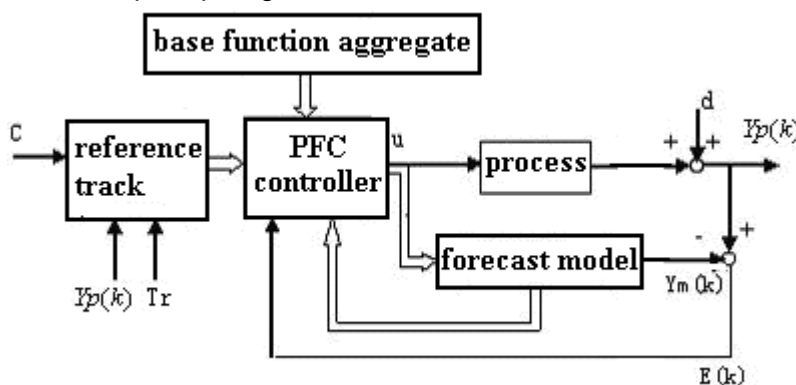 base function aggregate
d
C
reference
track
PFC
controller
u
process
+
+
Yp(k)
-
+
forecast model
Ym(k)
Yp(k)
Tr
E(k)